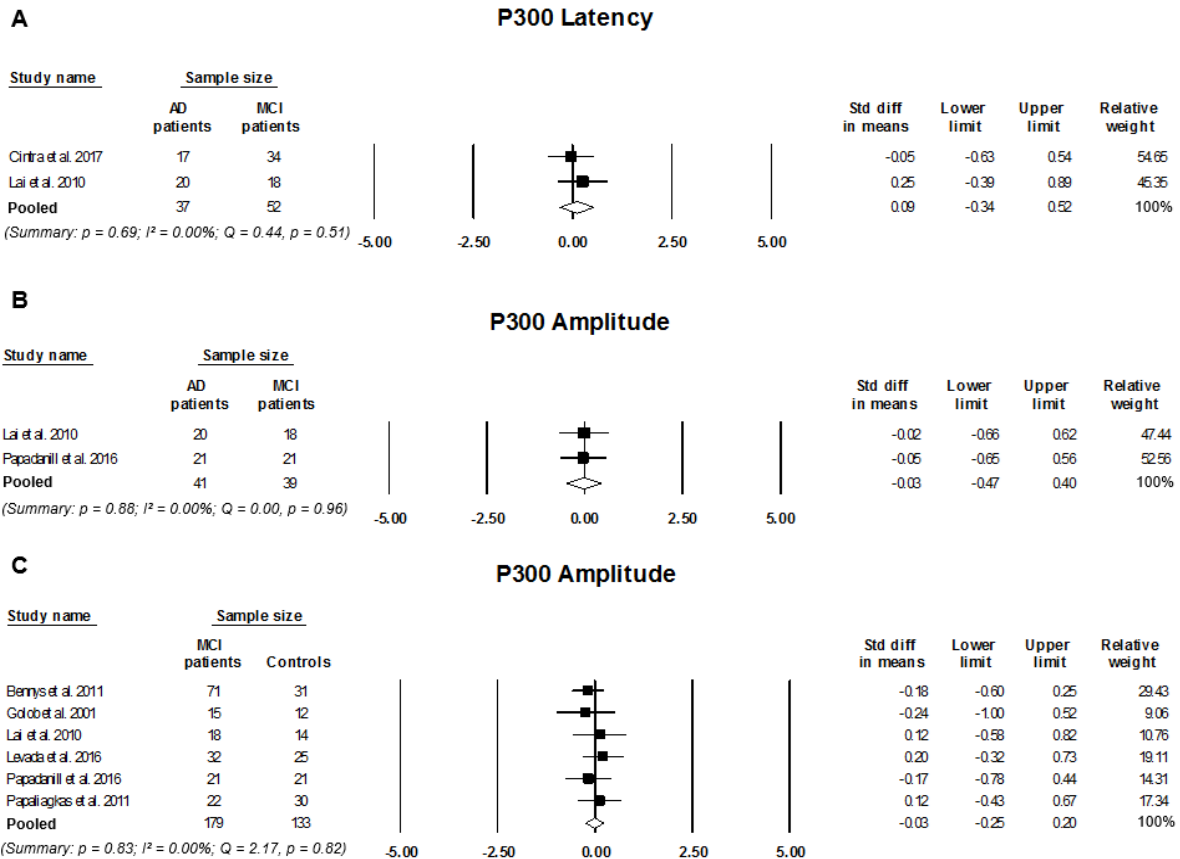 A
P300 Latency
Study name Sample size
AD patients MCI patients Std diff in means Lower limit Upper limit Relative weight
Cintra et al. 2017 17 34 -0.05 -0.63 0.54 54.65
Lai et al. 2010 20 18 0.25 -0.39 0.89 45.35
Pooled 37 52 0.09 -0.34 0.52 100%
(Summary: p = 0.69; I² = 0.00%; Q = 0.44, p = 0.51)
-5.00 -2.50 0.00 2.50 5.00
B
P300 Amplitude
Study name Sample size
AD patients MCI patients Std diff in means Lower limit Upper limit Relative weight
Lai et al. 2010 20 18 -0.02 -0.66 0.62 47.44
Papadanill et al. 2016 21 21 -0.05 -0.65 0.56 52.56
Pooled 41 39 -0.03 -0.47 0.40 100%
(Summary: p = 0.88; I² = 0.00%; Q = 0.00, p = 0.96)
-5.00 -2.50 0.00 2.50 5.00
C
P300 Amplitude
Study name Sample size
MCI patients Controls Std diff in means Lower limit Upper limit Relative weight
Bennys et al. 2011 71 31 -0.18 -0.60 0.25 29.43
Golob et al. 2001 15 12 -0.24 -1.00 0.52 9.06
Lai et al. 2010 18 14 0.12 -0.58 0.82 10.76
Levada et al. 2016 32 25 0.20 -0.32 0.73 19.11
Papadanill et al. 2016 21 21 -0.17 -0.78 0.44 14.31
Papaliagkas et al. 2011 22 30 0.12 -0.43 0.67 17.34
Pooled 179 133 -0.03 -0.25 0.20 100%
(Summary: p = 0.83; I² = 0.00%; Q = 2.17, p = 0.82)
-5.00 -2.50 0.00 2.50 5.00